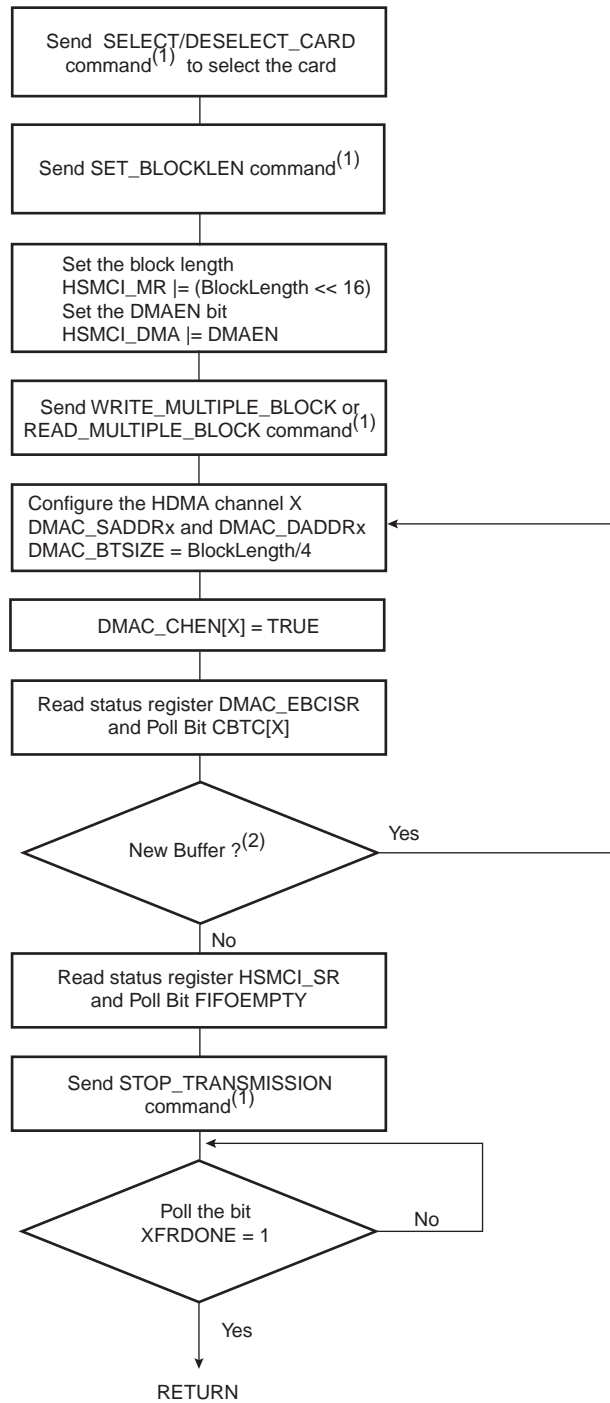 Send SELECT/DESELECT_CARD
command(1) to select the card
Send SET_BLOCKLEN command(1)
Set the block length
HSMCI_MR |= (BlockLength << 16)
Set the DMAEN bit
HSMCI_DMA |= DMAEN
Send WRITE_MULTIPLE_BLOCK or
READ_MULTIPLE_BLOCK command(1)
Configure the HDMA channel X
DMAC_SADDRx and DMAC_DADDRx
DMAC_BTSIZE = BlockLength/4
DMAC_CHEN[X] = TRUE
Read status register DMAC_EBCISR
and Poll Bit CBTC[X]
New Buffer ?(2)
Yes
No
Read status register HSMCI_SR
and Poll Bit FIFOEMPTY
Send STOP_TRANSMISSION
command(1)
Poll the bit
XFRDONE = 1
No
Yes
RETURN